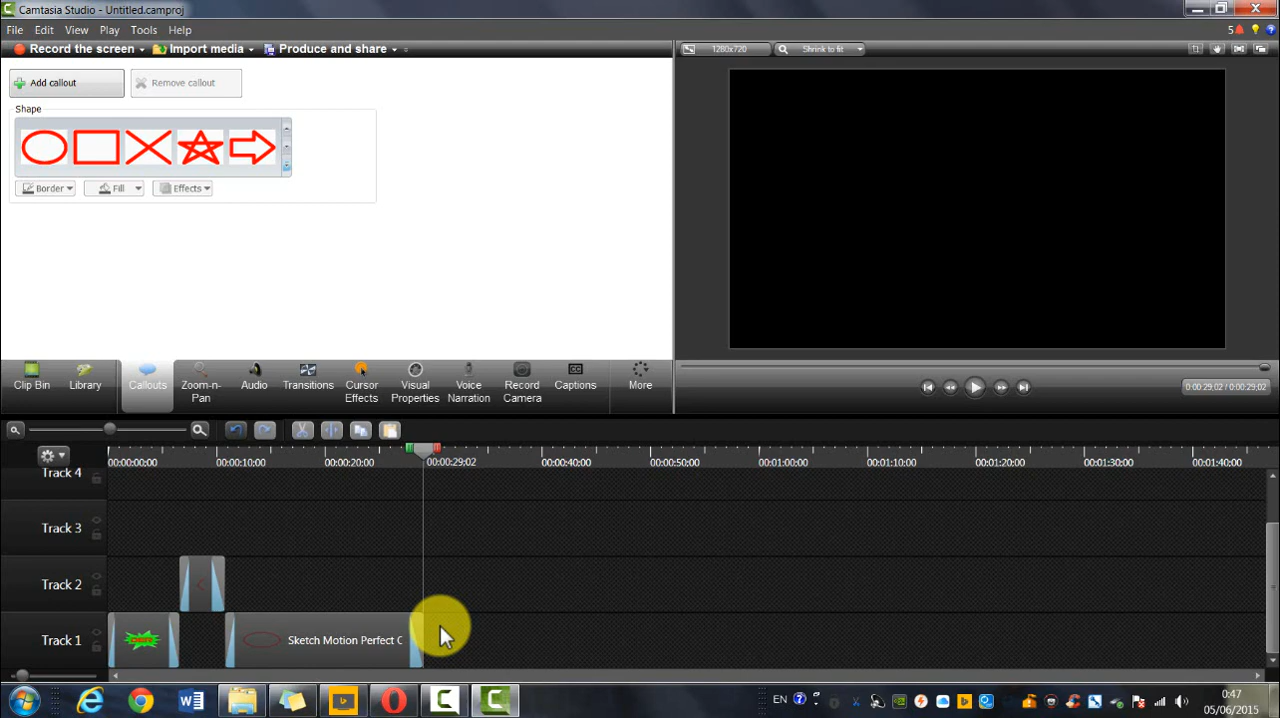 Camtasia Studio - Untitled.camproj
File Edit View Play Tools Help
5
Record the screen Import media Produce and share
1280x720 Shrink to fit
Add callout Remove callout
Shape
Border Fill Effects
Clip Bin Library Callouts Zoom-n-Pan Audio Transitions Cursor Effects Visual Properties Voice Narration Record Camera Captions More
0:00:29;02 / 0:00:29;02
00:00:00;00 00:00:10;00 00:00:20;00 00:00:29;02 00:00:40;00 00:00:50;00 00:01:00;00 00:01:10;00 00:01:20;00 00:01:30;00 00:01:40;00
Track 4
Track 3
Track 2
Track 1 Sketch Motion Perfect C
EN
0:47
05/06/2015